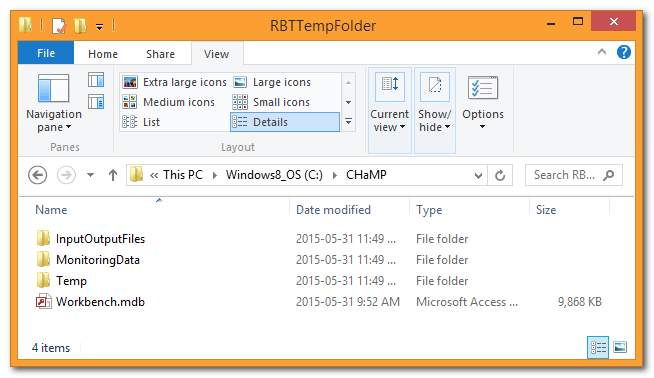 RBTTempFolder
File Home Share View
Navigation pane
Panes
Extra large icons Large icons
Medium icons Small icons
List Details
Layout
Current view
Show/ hide
Options
« This PC Windows8_OS (C:) CHaMP
Search RB...
Name Date modified Type Size
InputOutputFiles 2015-05-31 11:49 ... File folder
MonitoringData 2015-05-31 11:49 ... File folder
Temp 2015-05-31 11:49 ... File folder
Workbench.mdb 2015-05-31 9:52 AM Microsoft Access ... 9,868 KB
4 items